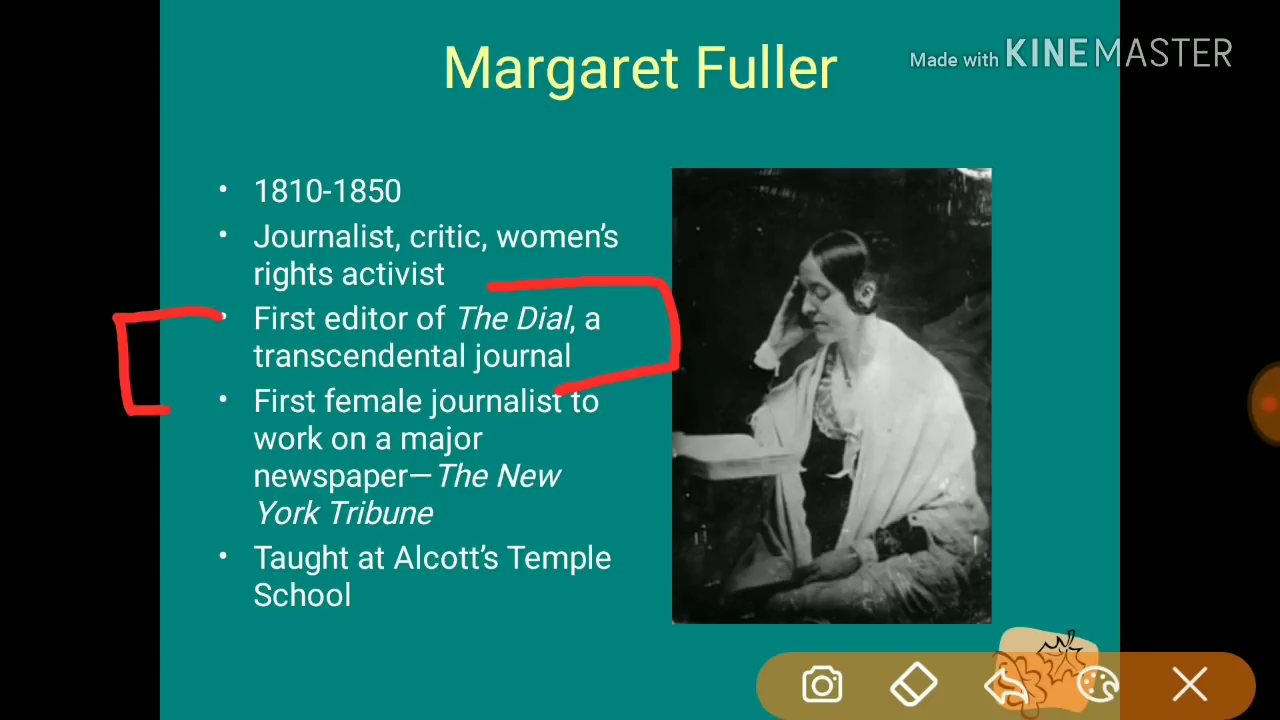 Margaret Fuller
Made with KINEMASTER
• 1810-1850
• Journalist, critic, women's
rights activist
• First editor of The Dial, a
transcendental journal
• First female journalist to
work on a major
newspaper—The New
York Tribune
• Taught at Alcott's Temple
School